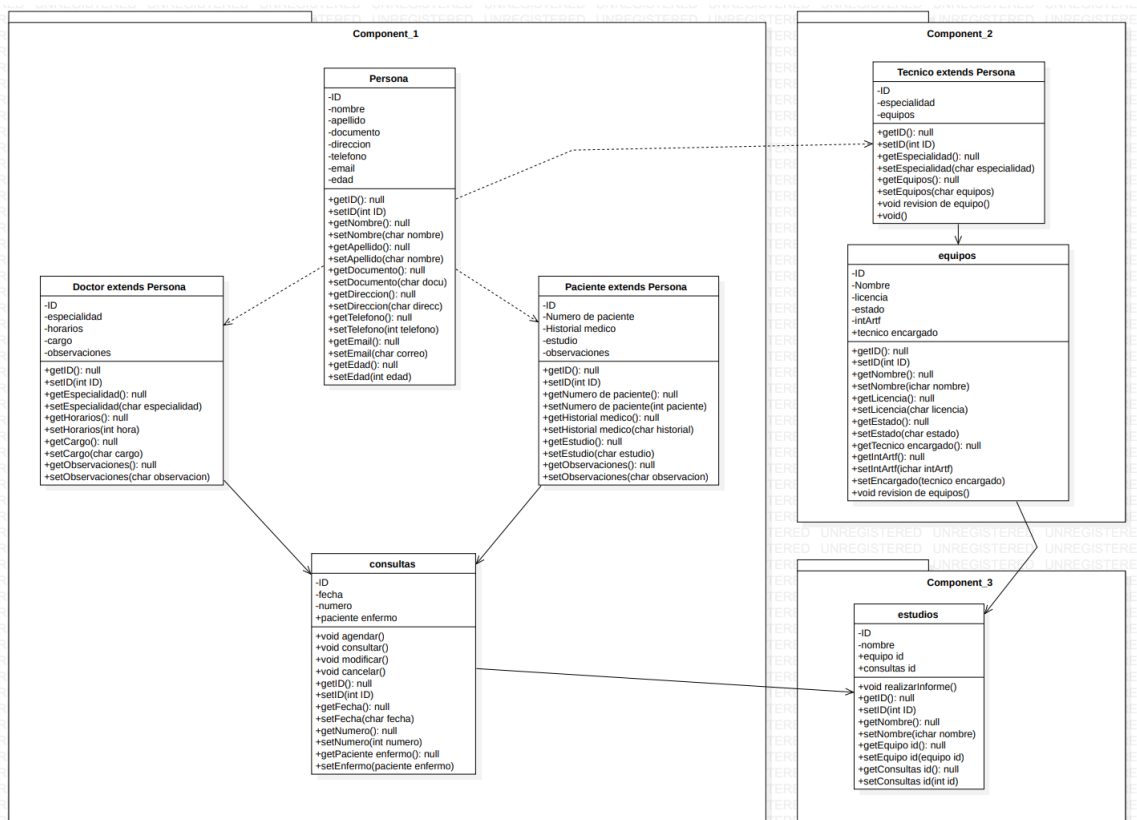 Component_1
Persona
-ID
-nombre
-apellido
-documento
-direccion
-telefono
-email
-edad
+getID(): null
+setID(int ID)
+getNombre(): null
+setNombre(char nombre)
+getApellido(): null
+setApellido(char nombre)
+getDocumento(): null
+setDocumento(char docu)
+getDireccion(): null
+setDireccion(char direcc)
+getTelefono(): null
+setTelefono(int telefono)
+getEmail(): null
+setEmail(char correo)
+getEdad(): null
+setEdad(int edad)
Doctor extends Persona
-ID
-especialidad
-horarios
-cargo
-observaciones
+getID(): null
+setID(int ID)
+getEspecialidad(): null
+setEspecialidad(char especialidad)
+getHorarios(): null
+setHorarios(int hora)
+getCargo(): null
+setCargo(char cargo)
+getObservaciones(): null
+setObservaciones(char observacion)
Paciente extends Persona
-ID
-Numero de paciente
-Historial medico
-estudio
-observaciones
+getID(): null
+setID(int ID)
+getNumero de paciente(): null
+setNumero de paciente(int paciente)
+getHistorial medico(): null
+setHistorial medico(char historial)
+getEstudio(): null
+setEstudio(char estudio)
+getObservaciones(): null
+setObservaciones(char observacion)
consultas
-ID
-fecha
-numero
+paciente enfermo
+void agendar()
+void consultar()
+void modificar()
+void cancelar()
+getID(): null
+setID(int ID)
+getFecha(): null
+setFecha(char fecha)
+getNumero(): null
+setNumero(int numero)
+getPaciente enfermo(): null
+setEnfermo(paciente enfermo)
Component_2
Tecnico extends Persona
-ID
-especialidad
-equipos
+getID(): null
+setID(int ID)
+getEspecialidad(): null
+setEspecialidad(char especialidad)
+getEquipos(): null
+setEquipos(char equipos)
+void revision de equipo()
+void()
equipos
-ID
-Nombre
-licencia
-estado
-intArtf
+tecnico encargado
+getID(): null
+setID(int ID)
+getNombre(): null
+setNombre(ichar nombre)
+getLicencia(): null
+setLicencia(char licencia)
+getEstado(): null
+setEstado(char estado)
+getTecnico encargado(): null
+getIntArtf(): null
+setIntArtf(ichar intArtf)
+setEncargado(tecnico encargado)
+void revision de equipos()
UNREGISTERED UNREGISTERED UNREGISTERED
Component_3
estudios
-ID
-nombre
+equipo id
+consultas id
+void realizarInforme()
+getID(): null
+setID(int ID)
+getNombre(): null
+setNombre(ichar nombre)
+getEquipo id(): null
+setEquipo id(equipo id)
+getConsultas id(): null
+setConsultas id(int id)